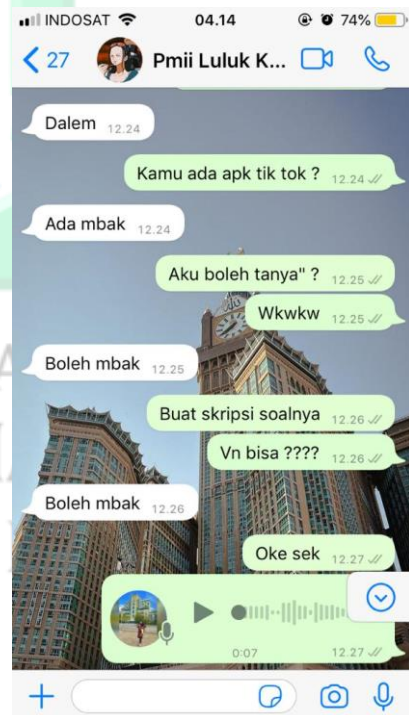 INDOSAT 04.14 74%
27 Pmii Luluk K...
Dalem 12.24
Kamu ada apk tik tok ? 12.24
Ada mbak 12.24
Aku boleh tanya" ? 12.25
Wkwkw 12.25
Boleh mbak 12.25
Buat skripsi soalnya 12.26
Vn bisa ???? 12.26
Boleh mbak 12.26
Oke sek 12.27
0:07 12.27